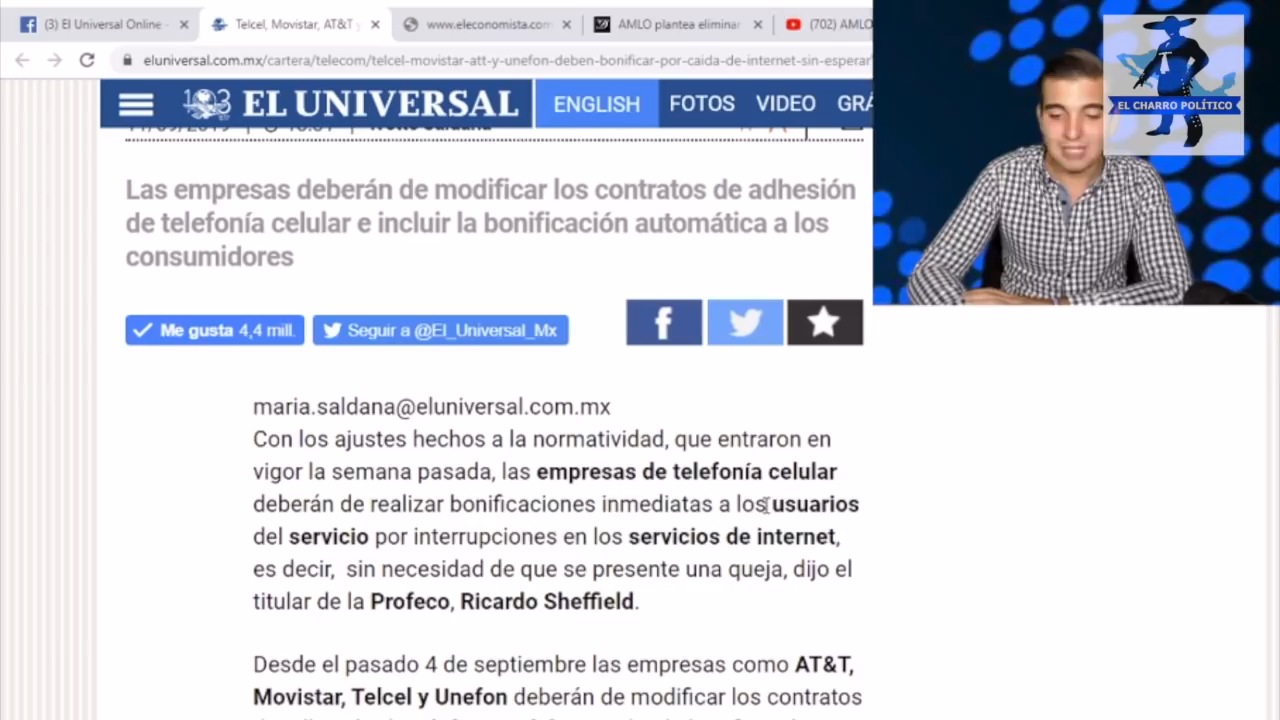 (3) El Universal Online
Telcel, Movistar, AT&T y
www.eleconomista.com
AMLO plantea eliminar
(702) AMLO
eluniversal.com.mx/cartera/telecom/telcel-movistar-att-y-unefon-deben-bonificar-por-caida-de-internet-sin-esperar
EL UNIVERSAL
ENGLISH
FOTOS
VIDEO
GRÁ
EL CHARRO POLÍTICO
Las empresas deberán de modificar los contratos de adhesión
de telefonía celular e incluir la bonificación automática a los
consumidores
Me gusta 4,4 mill.
Seguir a @El_Universal_Mx
maria.saldana@eluniversal.com.mx
Con los ajustes hechos a la normatividad, que entraron en
vigor la semana pasada, las empresas de telefonía celular
deberán de realizar bonificaciones inmediatas a los usuarios
del servicio por interrupciones en los servicios de internet,
es decir, sin necesidad de que se presente una queja, dijo el
titular de la Profeco, Ricardo Sheffield.
Desde el pasado 4 de septiembre las empresas como AT&T,
Movistar, Telcel y Unefon deberán de modificar los contratos